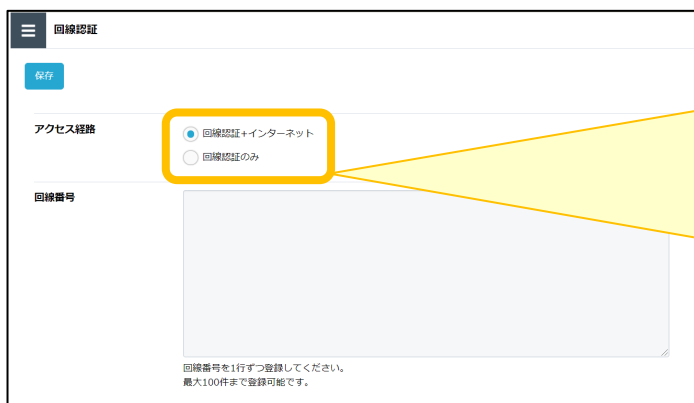 回線認証
保存
アクセス経路
回線認証+インターネット
回線認証のみ
回線番号
回線番号を1行ずつ登録してください。
最大100件まで登録可能です。